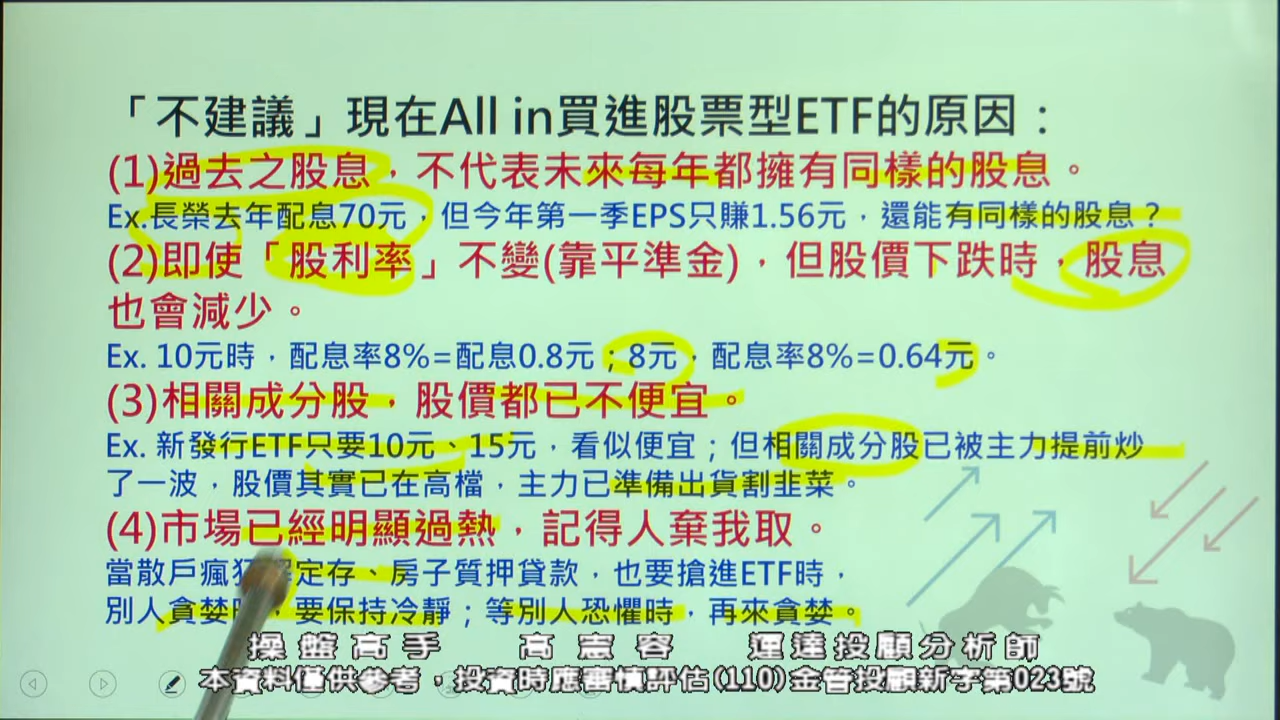 「不建議」現在All in買進股票型ETF的原因：
(1)過去之股息，不代表未來每年都擁有同樣的股息。
Ex.長榮去年配息70元，但今年第一季EPS只賺1.56元，還能有同樣的股息？
(2)即使「股利率」不變(靠平準金)，但股價下跌時，股息
也會減少。
Ex. 10元時，配息率8%=配息0.8元；8元，配息率8%=0.64元。
(3)相關成分股，股價都已不便宜。
Ex. 新發行ETF只要10元、15元，看似便宜；但相關成分股已被主力提前炒
了一波，股價其實已在高檔，主力已準備出貨割韭菜。
(4)市場已經明顯過熱，記得人棄我取。
當散戶瘋狂 定存、房子質押貸款，也要搶進ETF時，
別人貪婪時，要保持冷靜；等別人恐懼時，再來貪婪。
操盤高手 高憲容 運達投顧分析師
本資料僅供參考，投資時應審慎評估(110)金管投顧新字第023號